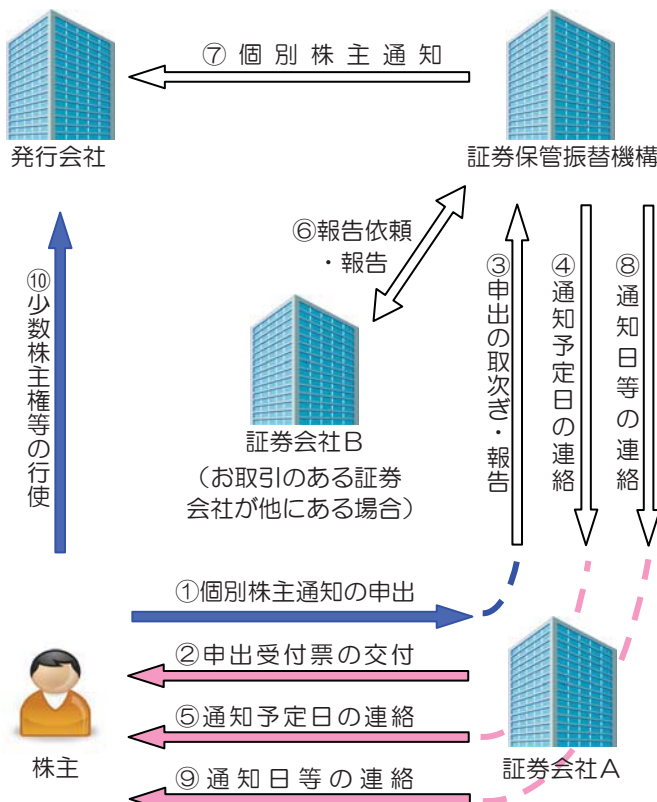 ⑦個別株主通知
発行会社
証券保管振替機構
⑥報告依頼
・報告
証券会社B
（お取引のある証券
会社が他にある場合）
⑩少数株主権等の行使
③申出の取次ぎ・報告
④通知予定日の連絡
⑧通知日等の連絡
①個別株主通知の申出
②申出受付票の交付
⑤通知予定日の連絡
⑨通知日等の連絡
株主
証券会社A